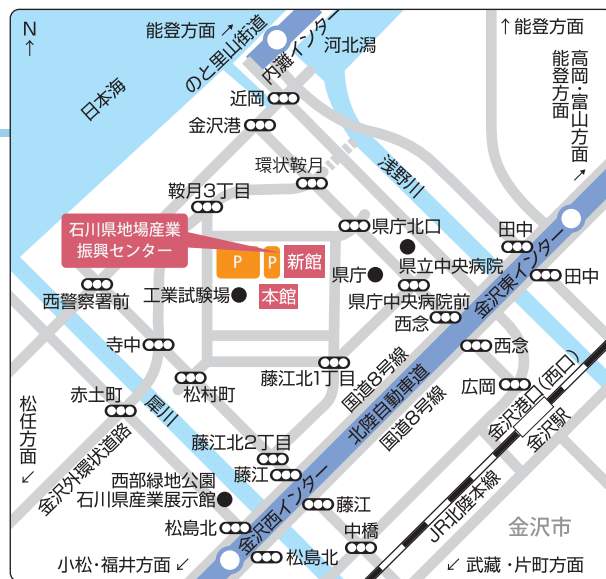 N
↑
能登方面↗
のと里山街道
内灘インター
河北潟
↑能登方面
高岡・富山方面
能登方面
↗
日本海
近岡
金沢港
環状鞍月
浅野川
鞍月3丁目
石川県地場産業
振興センター
県庁北口
田中
P
P
新館
県立中央病院
金沢東インター
田中
西警察署前
工業試験場
本館
県庁
県庁中央病院前
西念
寺中
藤江北1丁目
国道8号線
北陸自動車道
国道8号線
西念
松村町
広岡
金沢港口(西口)
金沢駅
赤土町
犀川
松任方面
↙
金沢外環状道路
藤江北2丁目
藤江
西部緑地公園
石川県産業展示館
金沢西インター
藤江
JR北陸本線
松島北
中橋
金沢市
小松・福井方面↙
松島北
↙武蔵・片町方面